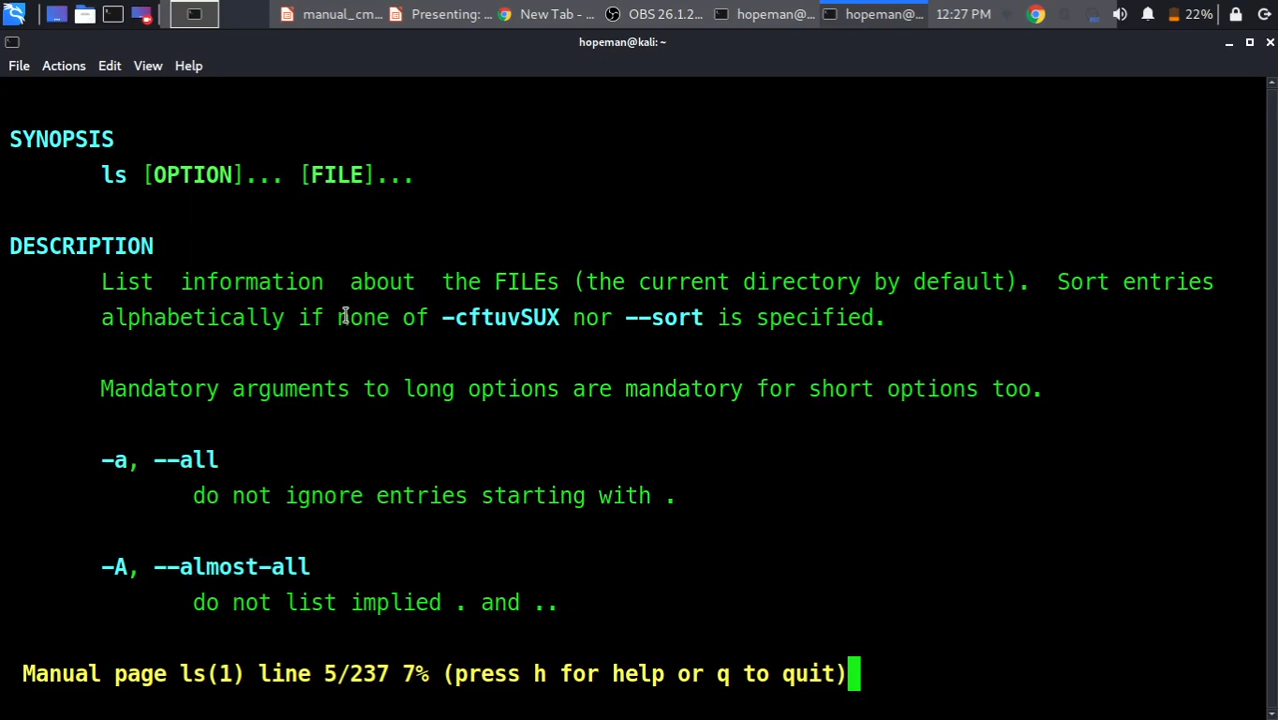 manual_cm...
Presenting: ...
New Tab - ...
OBS 26.1.2...
hopeman@...
hopeman@...
12:27 PM
22%
hopeman@kali: ~
File Actions Edit View Help
SYNOPSIS
ls [OPTION]... [FILE]...
DESCRIPTION
List information about the FILEs (the current directory by default). Sort entries
alphabetically if none of -cftuvSUX nor --sort is specified.
Mandatory arguments to long options are mandatory for short options too.
-a, --all
do not ignore entries starting with .
-A, --almost-all
do not list implied . and ..
Manual page ls(1) line 5/237 7% (press h for help or q to quit)